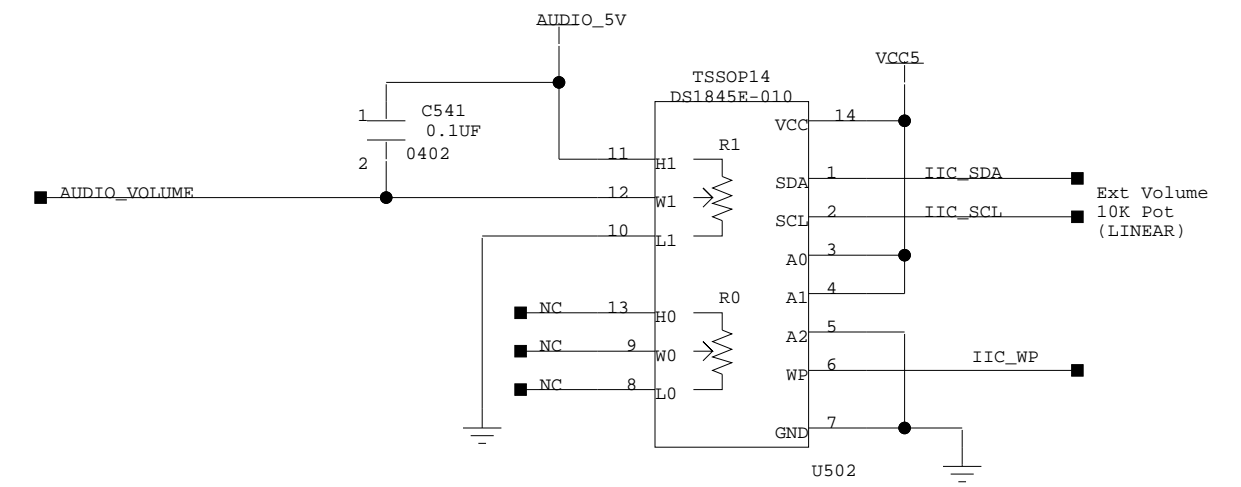 AUDIO_5V
VCC5
TSSOP14
DS1845E-010
1 C541
0.1UF
2 0402
VCC 14
R1
11 H1
SDA 1 IIC_SDA
AUDIO_VOLUME
12 W1
SCL 2 IIC_SCL
Ext Volume
10K Pot
(LINEAR)
10 L1
A0 3
A1 4
R0
NC 13 H0
A2 5
NC 9 W0
WP 6 IIC_WP
NC 8 L0
GND 7
U502